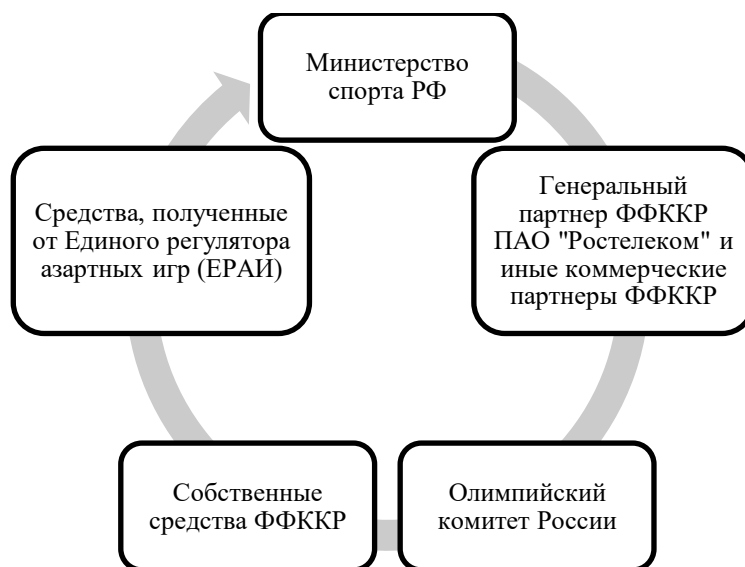 Министерство
спорта РФ
Генеральный
партнер ФФККР
ПАО "Ростелеком" и
иные коммерческие
партнеры ФФККР
Олимпийский
комитет России
Собственные
средства ФФККР
Средства, полученные
от Единого регулятора
азартных игр (ЕРАИ)